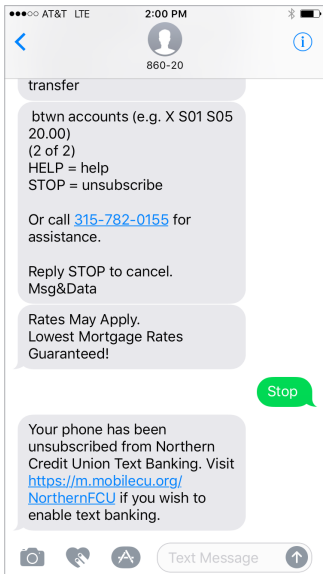 AT&T LTE 2:00 PM
860-20
transfer
btwn accounts (e.g. X S01 S05
20.00)
(2 of 2)
HELP = help
STOP = unsubscribe
Or call 315-782-0155 for
assistance.
Reply STOP to cancel.
Msg&Data
Rates May Apply.
Lowest Mortgage Rates
Guaranteed!
Stop
Your phone has been
unsubscribed from Northern
Credit Union Text Banking. Visit
https://m.mobilecu.org/
NorthernFCU if you wish to
enable text banking.
Text Message